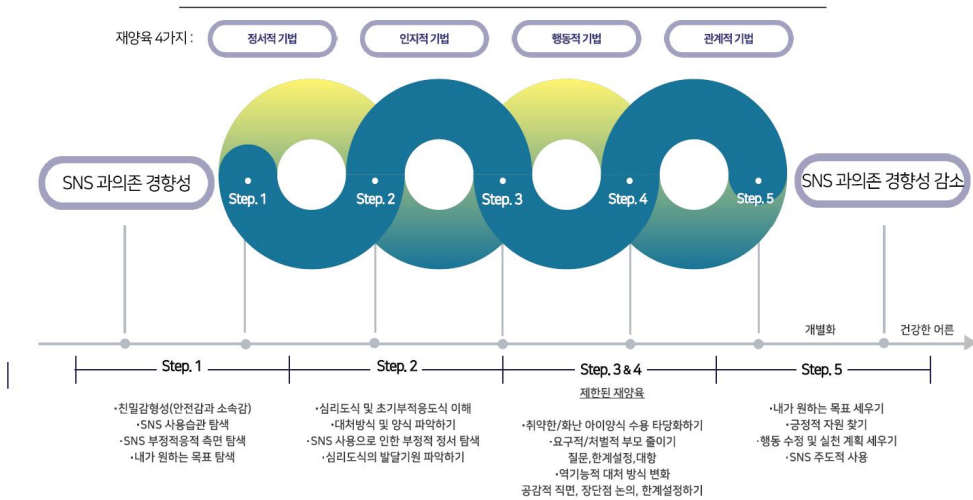 재양육 4가지 : 정서적 기법 인지적 기법 행동적 기법 관계적 기법
SNS 과의존 경향성
Step. 1
Step. 2
Step. 3
Step. 4
Step. 5
SNS 과의존 경향성 감소
개별화
건강한 어른
Step. 1
·친밀감형성(안전감과 소속감)
·SNS 사용습관 탐색
·SNS 부정적응적 측면 탐색
·내가 원하는 목표 탐색
Step. 2
·심리도식 및 초기부적응도식 이해
·대처방식 및 양식 파악하기
·SNS 사용으로 인한 부정적 정서 탐색
·심리도식의 발달기원 파악하기
Step. 3 & 4
제한된 재양육
·취약한/화난 아이양식 수용 타당화하기
·요구적/처벌적 부모 줄이기
질문,한계설정,대항
·역기능적 대처 방식 변화
공감적 직면, 장단점 논의, 한계설정하기
Step. 5
·내가 원하는 목표 세우기
·긍정적 자원 찾기
·행동 수정 및 실천 계획 세우기
·SNS 주도적 사용